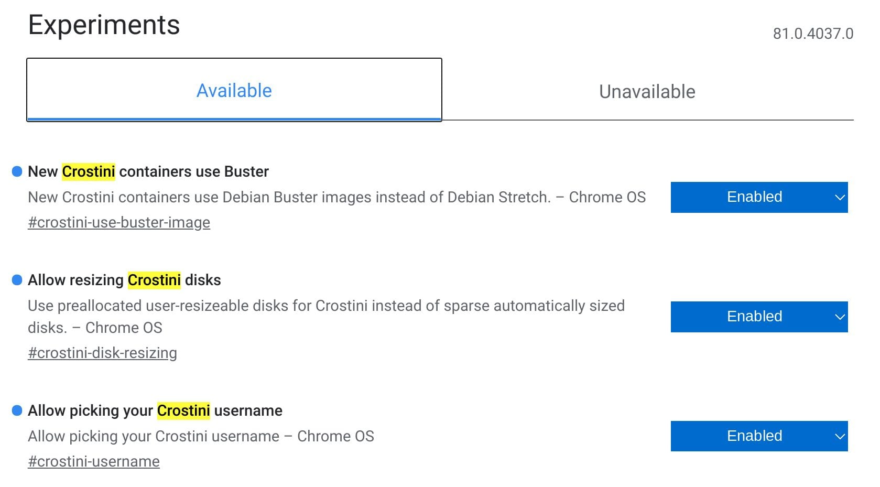 Experiments
81.0.4037.0
Available
Unavailable
New Crostini containers use Buster
New Crostini containers use Debian Buster images instead of Debian Stretch. – Chrome OS
#crostini-use-buster-image
Enabled
Allow resizing Crostini disks
Use preallocated user-resizeable disks for Crostini instead of sparse automatically sized
disks. – Chrome OS
#crostini-disk-resizing
Enabled
Allow picking your Crostini username
Allow picking your Crostini username – Chrome OS
#crostini-username
Enabled